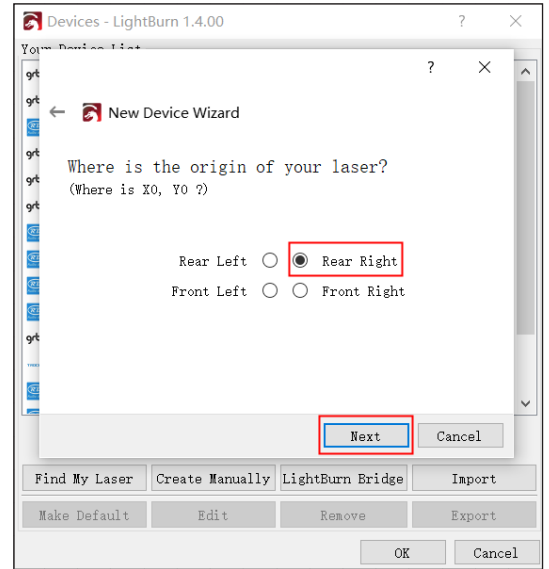 Devices - LightBurn 1.4.00
? ×
? ×
New Device Wizard
Where is the origin of your laser?
(Where is X0, Y0 ?)
Rear Left Rear Right
Front Left Front Right
Next Cancel
Find My Laser Create Manually LightBurn Bridge Import
Make Default Edit Remove Export
OK Cancel